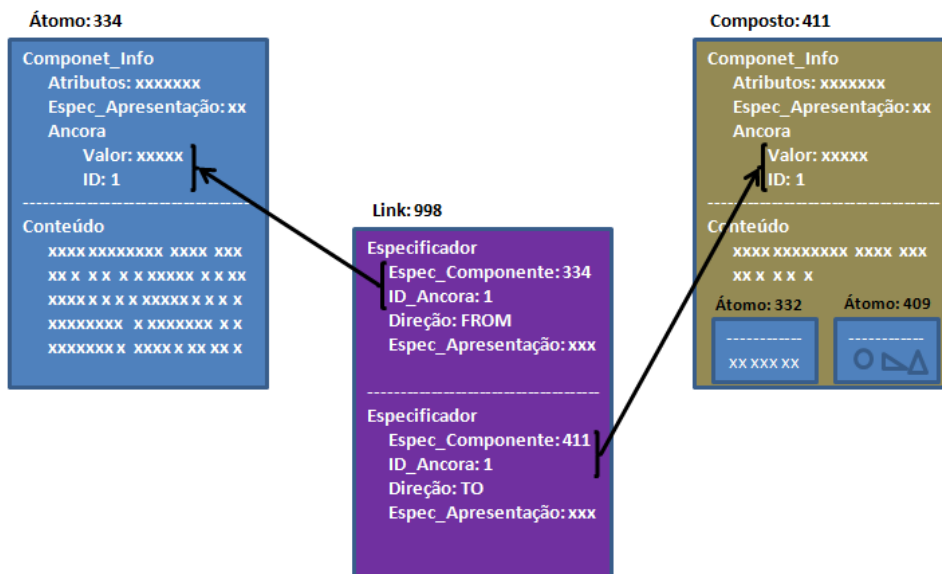 Átomo: 334
Componet_Info
Atributos: xxxxxxx
Espec_Apresentação: xx
Ancora
Valor: xxxxx
ID: 1
------------------------------------
Conteúdo
xxxx xxxxxxxx xxxx xxx
xx x x x x x xxxxx x x xx
xxxx x x x x xxxxx x x x x
xxxxxxxx x xxxxxxx x x
xxxxxxx x xxxx x xx xx x
Link: 998
Especificador
Espec_Componente: 334
ID_Ancora: 1
Direção: FROM
Espec_Apresentação: xxx
------------------------------------
Especificador
Espec_Componente: 411
ID_Ancora: 1
Direção: TO
Espec_Apresentação: xxx
Composto: 411
Componet_Info
Atributos: xxxxxxx
Espec_Apresentação: xx
Ancora
Valor: xxxxx
ID: 1
------------------------------------
Conteúdo
xxxx xxxxxxxxx xxxx xxx
xx x x x x
Átomo: 332
------------
xx xxx xx
Átomo: 409
------------